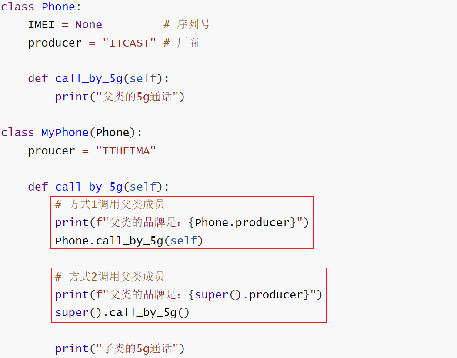 class Phone:
    IMEI = None          # 序列号
    producer = "ITCAST" # 厂商
    def call_by_5g(self):
        print("父类的5g通话")
class MyPhone(Phone):
    proucer = "ITHEIMA"
    def call_by_5g(self):
        # 方式1调用父类成员
        print(f"父类的品牌是：{Phone.producer}")
        Phone.call_by_5g(self)
        # 方式2调用父类成员
        print(f"父类的品牌是：{super().producer}")
        super().call_by_5g()
        print("子类的5g通话")